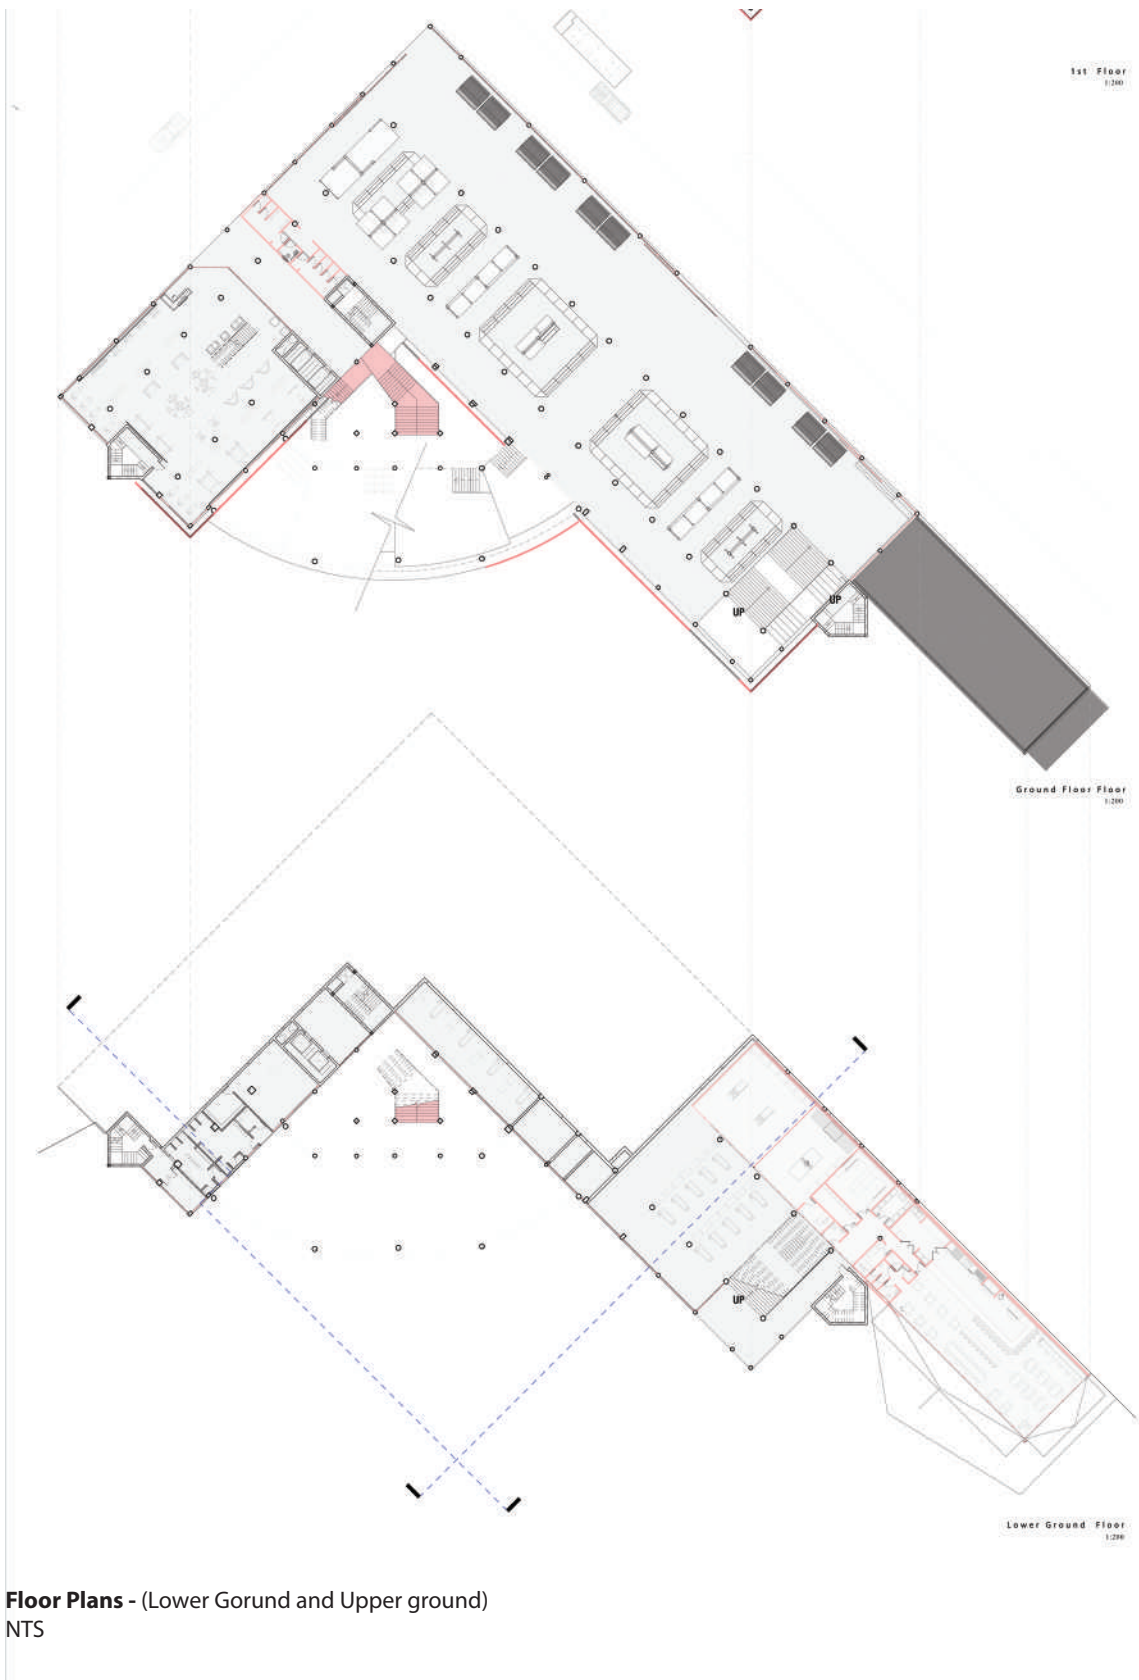 1st Floor
1:200
UP
UP
Ground Floor Floor
1:200
UP
Lower Ground Floor
1:200
Floor Plans - (Lower Gorund and Upper ground)
NTS